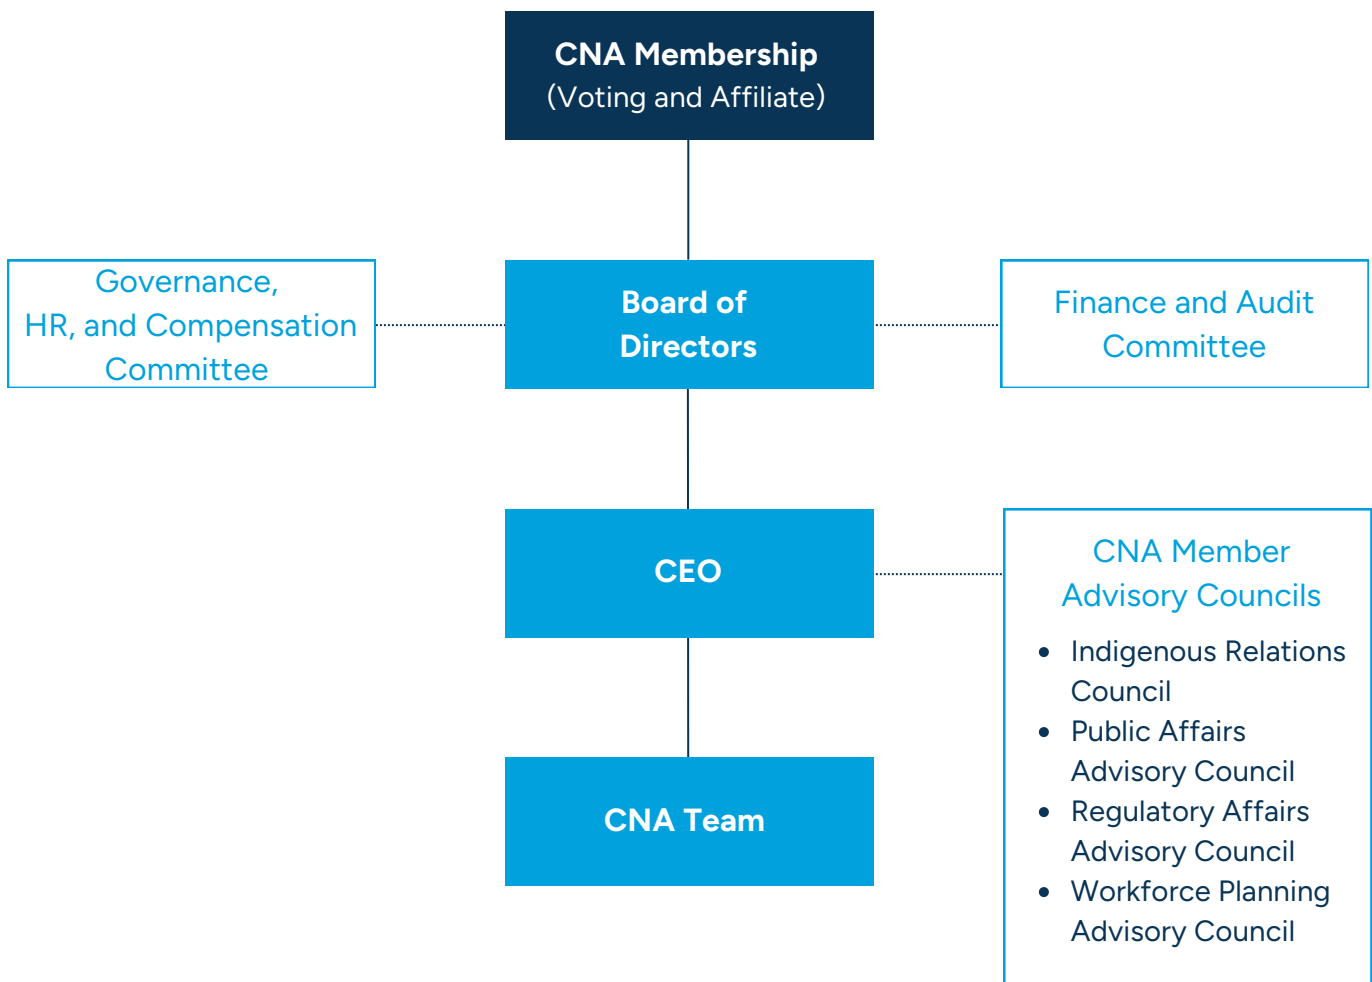 CNA Membership
(Voting and Affiliate)
Governance,
HR, and Compensation
Committee
Board of
Directors
Finance and Audit
Committee
CEO
CNA Member
Advisory Councils
• Indigenous Relations
Council
• Public Affairs
Advisory Council
• Regulatory Affairs
Advisory Council
• Workforce Planning
Advisory Council
CNA Team